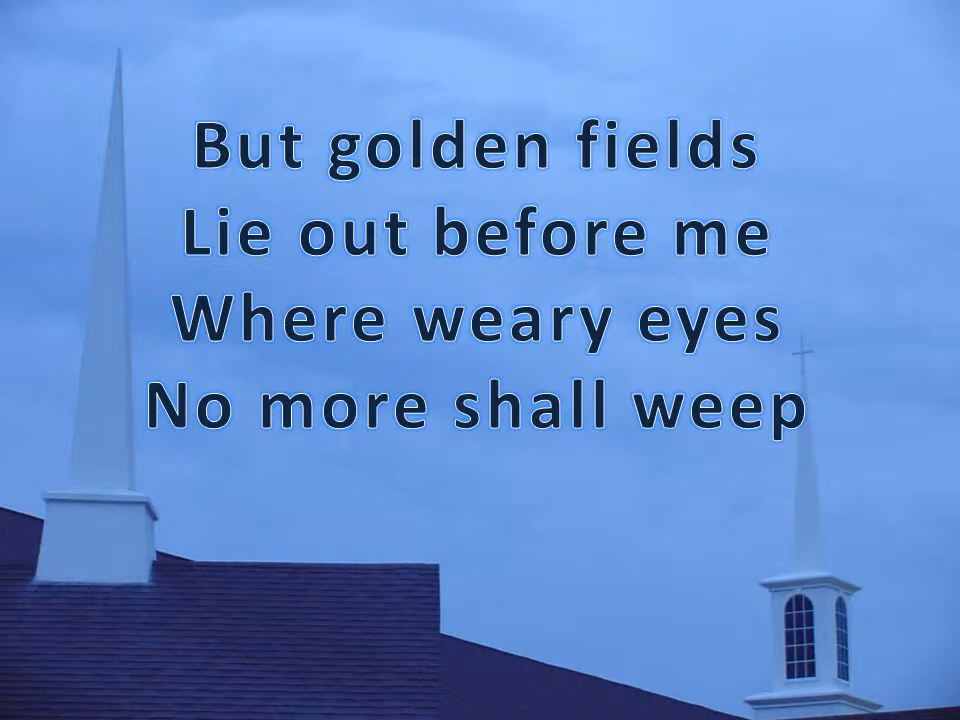 But golden fields
Lie out before me
Where weary eyes
No more shall weep